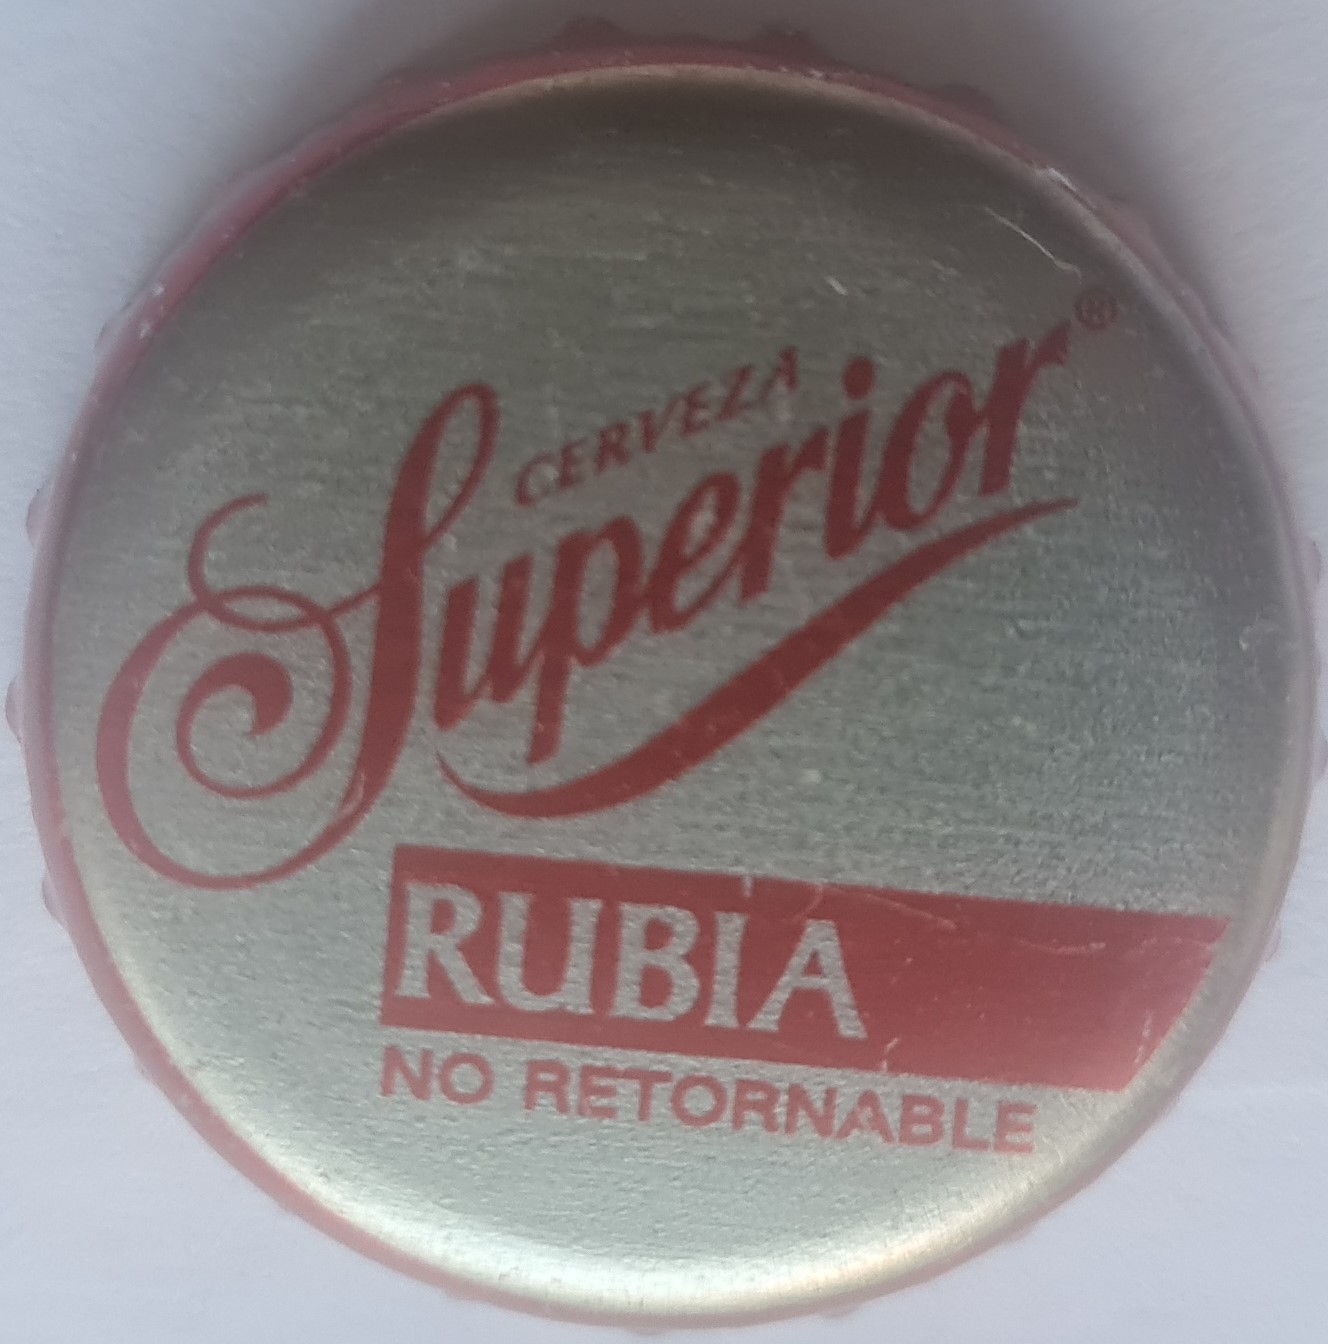 CERVEZA
Superior®
RUBIA
NO RETORNABLE